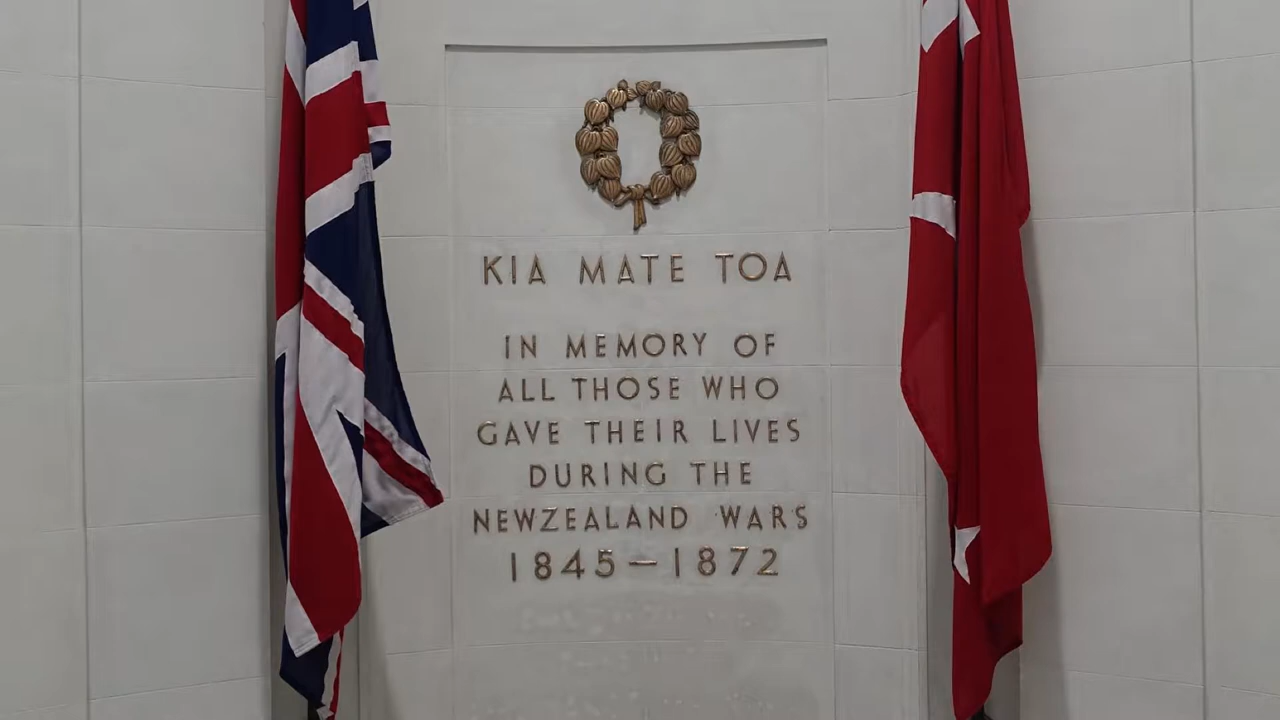 KIA MATE TOA
IN MEMORY OF
ALL THOSE WHO
GAVE THEIR LIVES
DURING THE
NEWZEALAND WARS
1845–1872